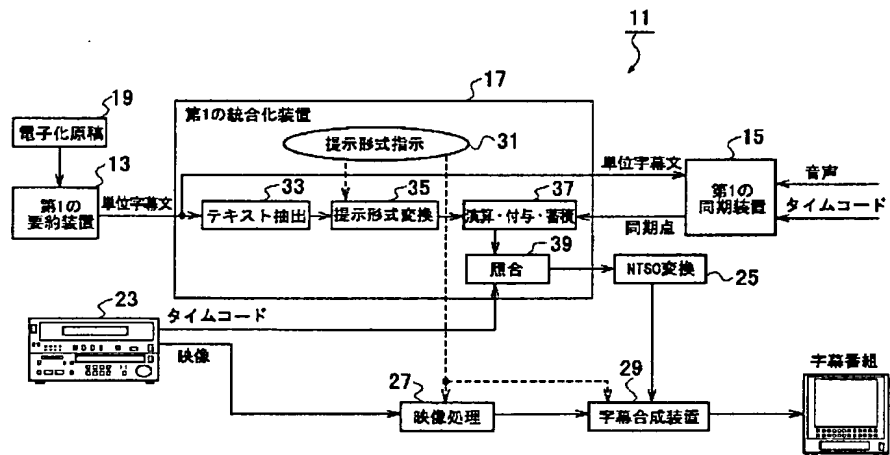 11
17
19
電子化原稿
第1の統合化装置
提示形式指示
31
15
13
第1の
要約装置
単位字幕文
33
テキスト抽出
35
提示形式変換
37
演算・付与・蓄積
単位字幕文
第1の
同期装置
音声
タイムコード
同期点
39
照合
NTSC変換
25
23
タイムコード
映像
27
映像処理
29
字幕合成装置
字幕番組